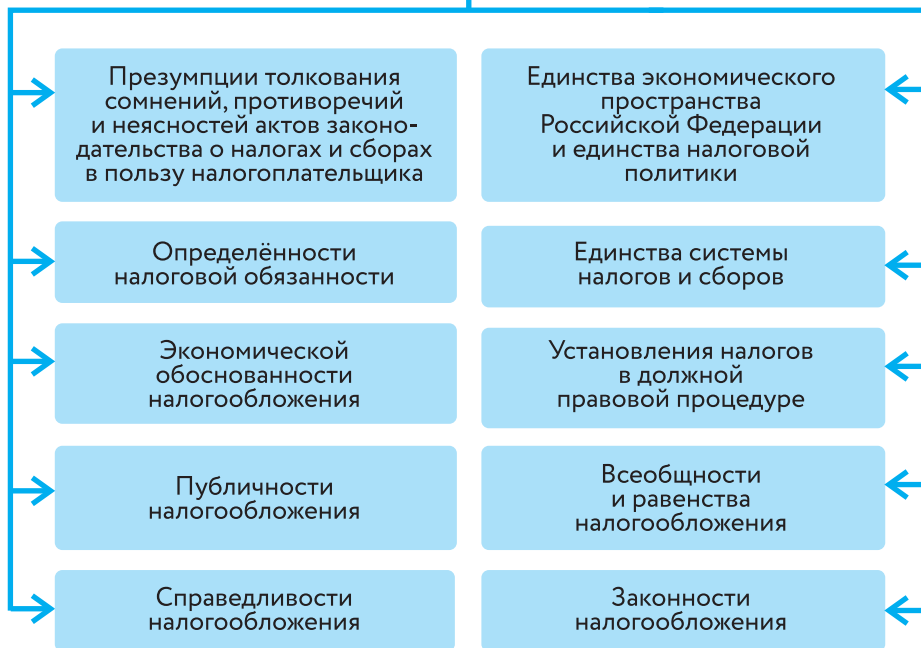 Презумпции толкования
сомнений, противоречий
и неясностей актов законо-
дательства о налогах и сборах
в пользу налогоплательщика
Единства экономического
пространства
Российской Федерации
и единства налоговой
политики
Определённости
налоговой обязанности
Единства системы
налогов и сборов
Экономической
обоснованности
налогообложения
Установления налогов
в должной
правовой процедуре
Публичности
налогообложения
Всеобщности
и равенства
налогообложения
Справедливости
налогообложения
Законности
налогообложения